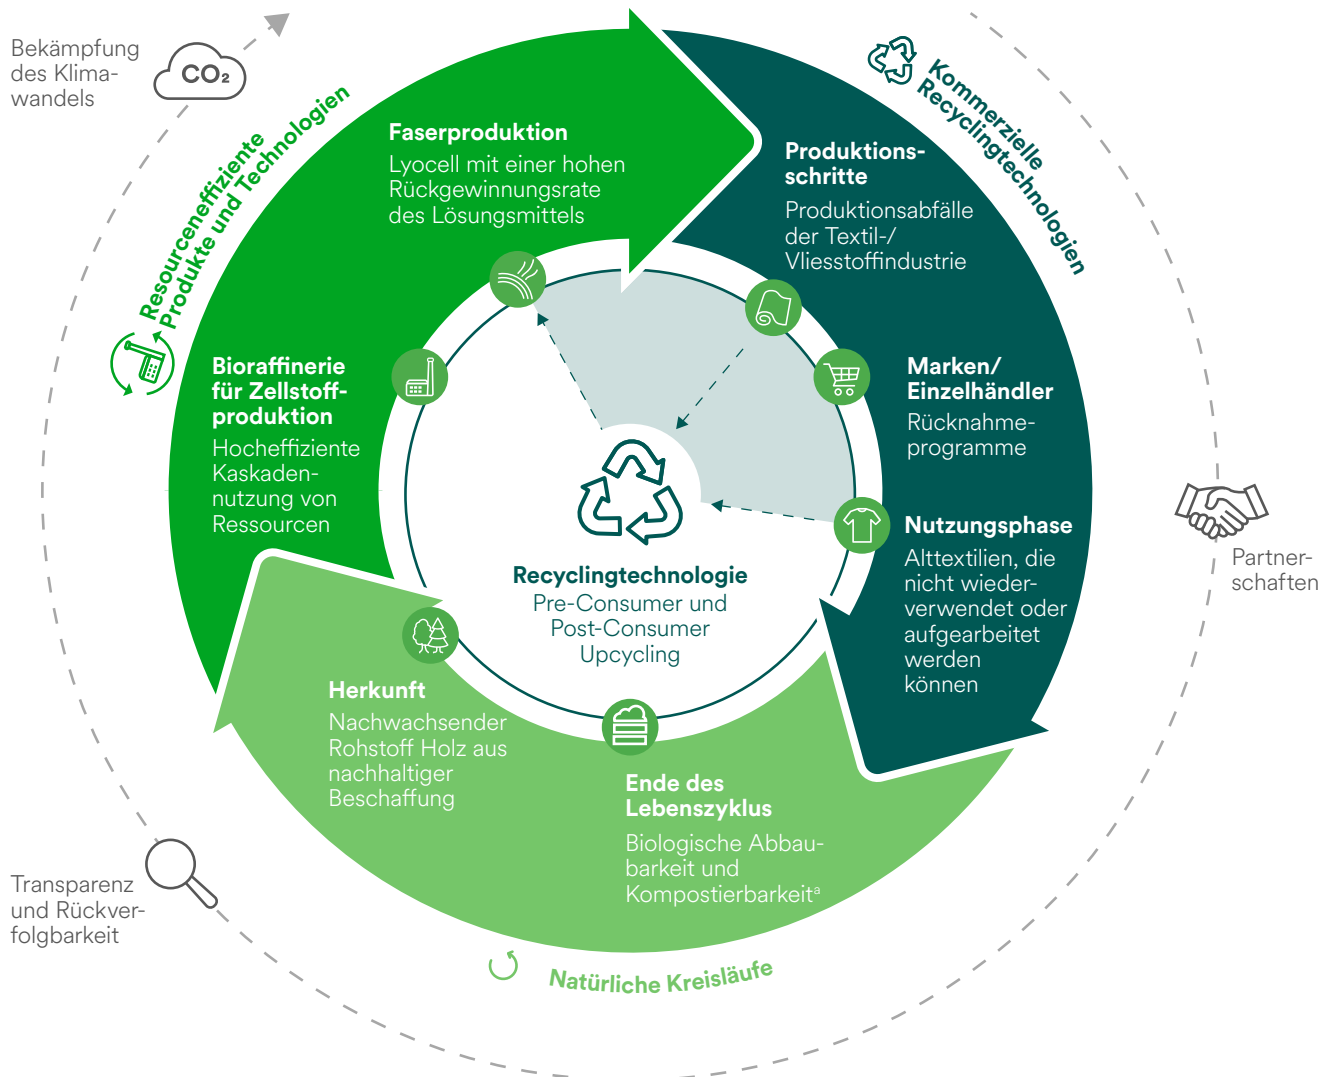 Bekämpfung
des Klima-
wandels
CO₂
Ressourceneffiziente
Produkte und Technologien
Kommerzielle
Recyclingtechnologien
Faserproduktion
Lyocell mit einer hohen
Rückgewinnungsrate
des Lösungsmittels
Produktions-
schritte
Produktionsabfälle
der Textil-/
Vliesstoffindustrie
Bioraffinerie
für Zellstoff-
produktion
Hocheffiziente
Kaskaden-
nutzung von
Ressourcen
Marken/
Einzelhändler
Rücknahme-
programme
Nutzungsphase
Alttextilien, die
nicht wieder-
verwendet oder
aufgearbeitet
werden
können
Partner-
schaften
Recyclingtechnologie
Pre-Consumer und
Post-Consumer
Upcycling
Herkunft
Nachwachsender
Rohstoff Holz aus
nachhaltiger
Beschaffung
Ende des
Lebenszyklus
Biologische Abbau-
barkeit und
Kompostierbarkeitᵃ
Transparenz
und Rückver-
folgbarkeit
Natürliche Kreisläufe